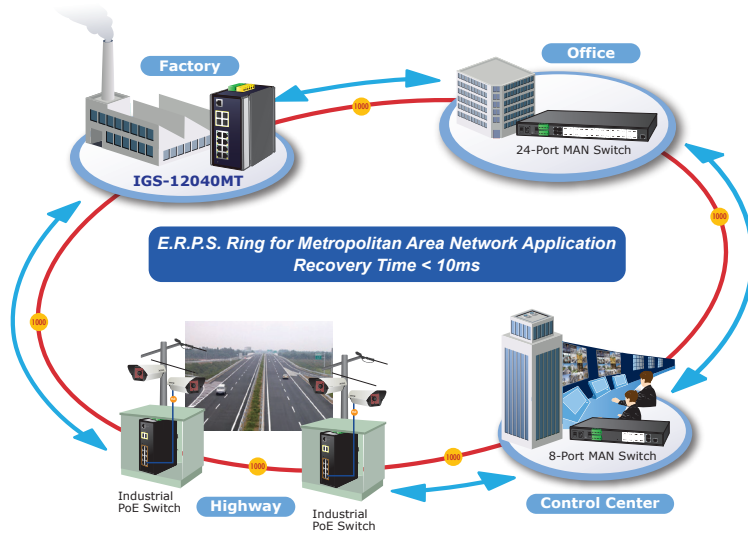 Factory
Office
1000
24-Port MAN Switch
IGS-12040MT
1000
E.R.P.S. Ring for Metropolitan Area Network Application
Recovery Time < 10ms
1000
8-Port MAN Switch
1000
1000
Industrial
PoE Switch
Highway
Industrial
PoE Switch
Control Center